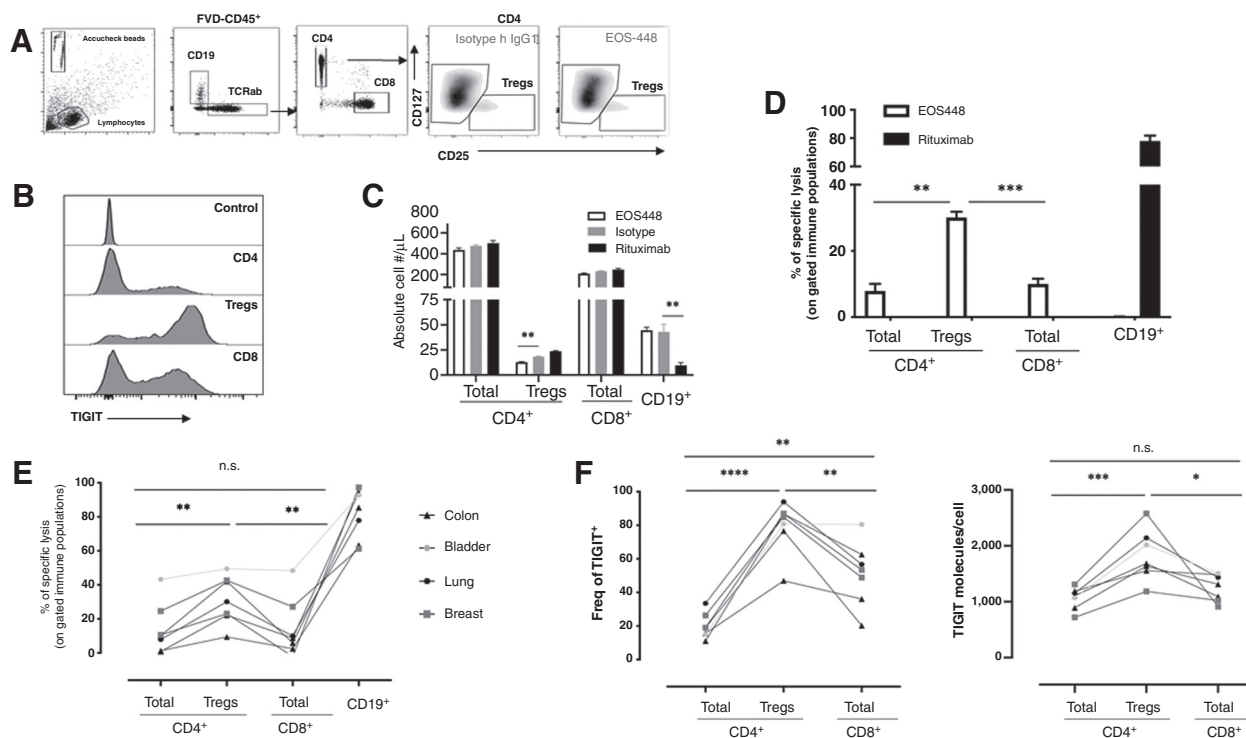 A
FVD-CD45+
CD4
Accucheck beads
Lymphocytes
CD19
TCRab
CD4
CD8
CD127
Isotype h IgG1
Tregs
EOS-448
Tregs
CD25
B
Control
CD4
Tregs
CD8
TIGIT
C
Absolute cell #/μL
800
600
400
200
75
50
25
0
EOS448
Isotype
Rituximab
**
**
Total
Tregs
Total
CD19+
CD4+
CD8+
D
% of specific lysis
(on gated immune populations)
100
80
60
40
20
0
EOS448
Rituximab
**
***
Total
Tregs
Total
CD19+
CD4+
CD8+
E
% of specific lysis
(on gated immune populations)
100
80
60
40
20
0
n.s.
**
**
Total
Tregs
Total
CD19+
CD4+
CD8+
Colon
Bladder
Lung
Breast
F
Freq of TIGIT+
100
80
60
40
20
0
**
****
**
Total
Tregs
Total
CD4+
CD8+
TIGIT molecules/cell
3,000
2,000
1,000
0
n.s.
***
*
Total
Tregs
Total
CD4+
CD8+